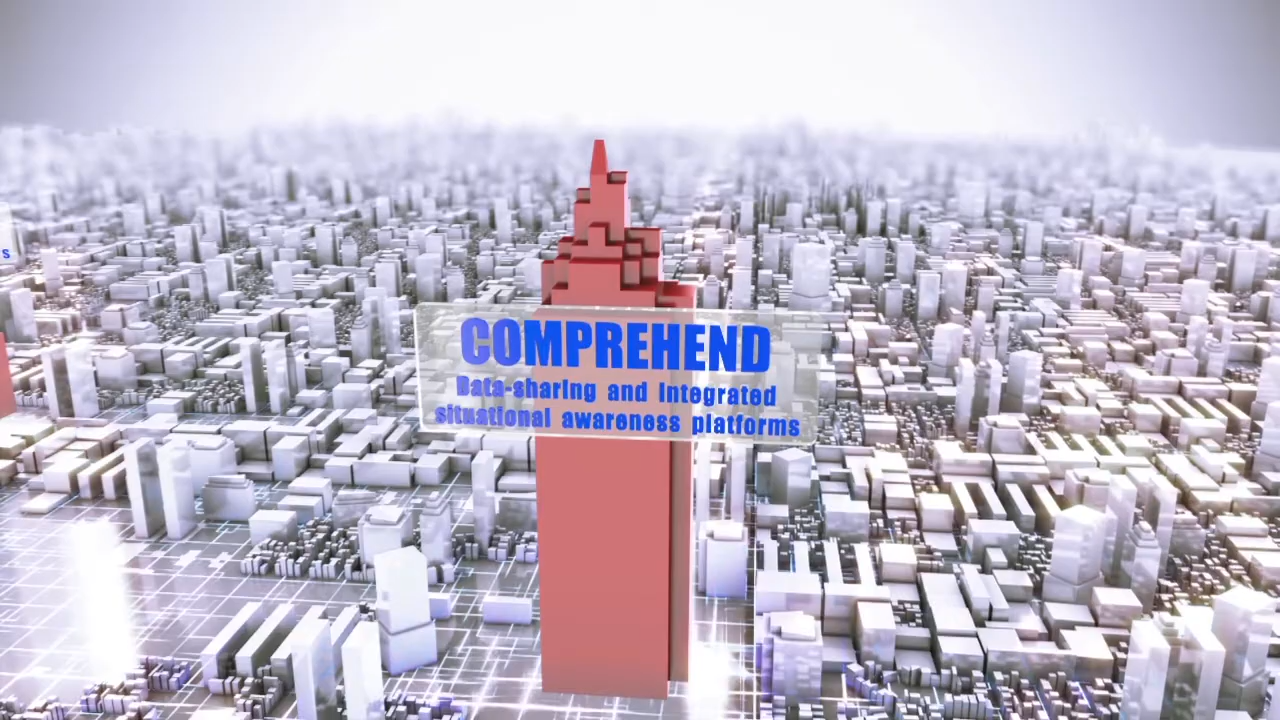 COMPREHEND
Data-sharing and integrated
situational awareness platforms
s